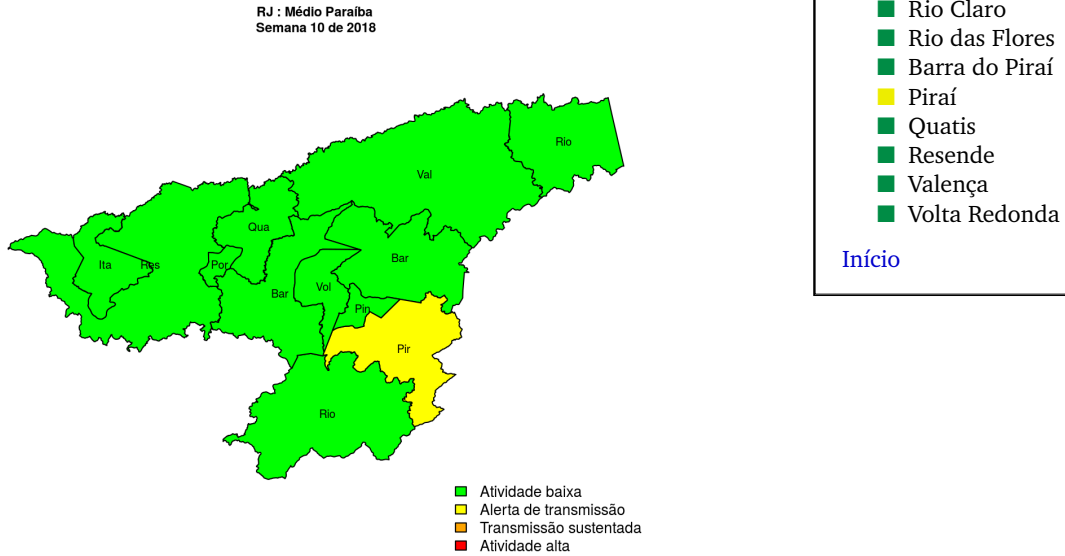 RJ : Médio Paraíba
Semana 10 de 2018
Rio
Val
Qua
Ita
Res
Por
Bar
Bar
Vol
Pin
Pir
Rio
Atividade baixa
Alerta de transmissão
Transmissão sustentada
Atividade alta
Rio Claro
Rio das Flores
Barra do Piraí
Piraí
Quatis
Resende
Valença
Volta Redonda
Início